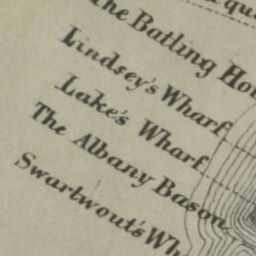 The Batling Hou
Lindsey's Wharf
Lake's Wharf
The Albany Bason
Swartwout's Wh